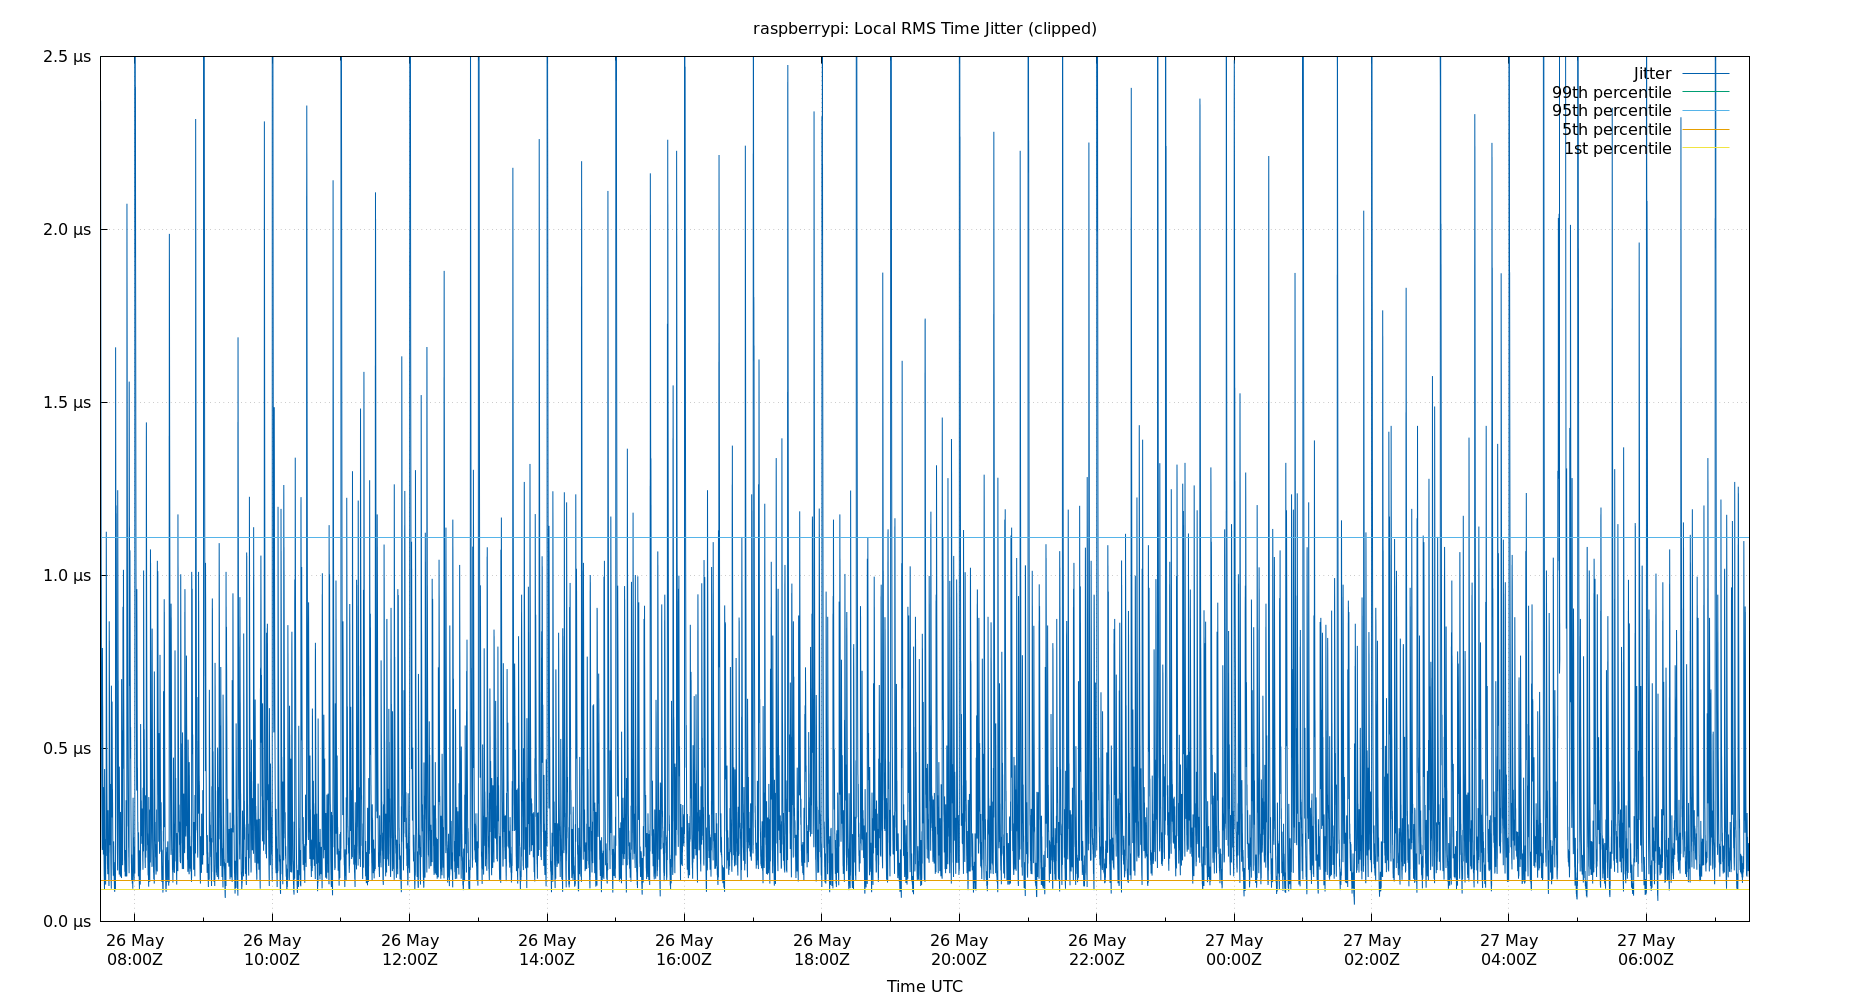 raspberrypi: Local RMS Time Jitter (clipped)
2.5 μs
2.0 μs
1.5 μs
1.0 μs
0.5 μs
0.0 μs
Jitter
99th percentile
95th percentile
5th percentile
1st percentile
26 May 26 May 26 May 26 May 26 May 26 May 26 May 26 May 27 May 27 May 27 May 27 May
08:00Z 10:00Z 12:00Z 14:00Z 16:00Z 18:00Z 20:00Z 22:00Z 00:00Z 02:00Z 04:00Z 06:00Z
Time UTC